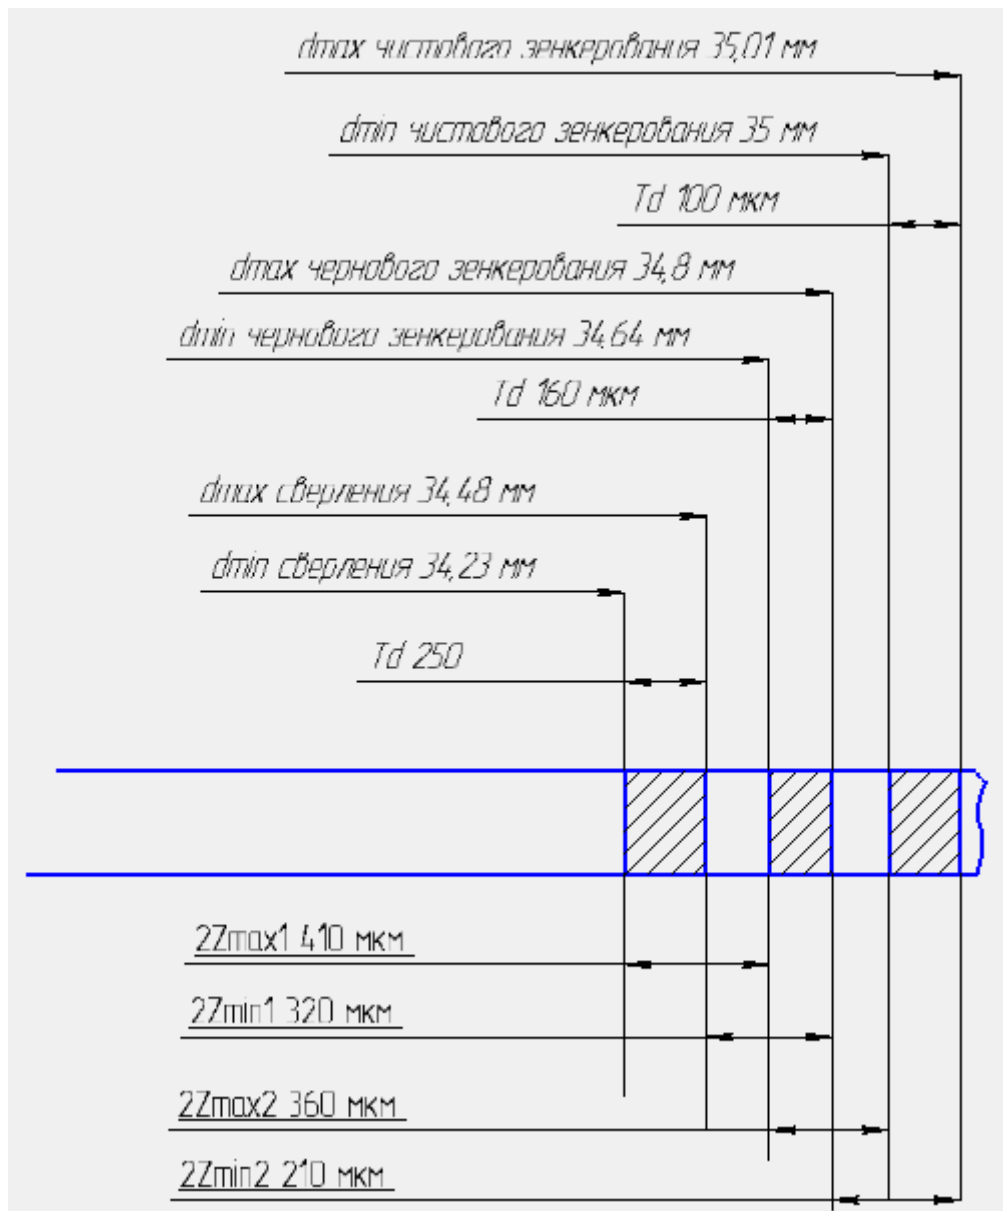 dmax чистового зенкерования 35,01 мм
dmin чистового зенкерования 35 мм
Td 100 мкм
dmax чернового зенкерования 34,8 мм
dmin чернового зенкерования 34,64 мм
Td 160 мкм
dmax сверления 34,48 мм
dmin сверления 34,23 мм
Td 250
2Zmax1 410 мкм
2Zmin1 320 мкм
2Zmax2 360 мкм
2Zmin2 210 мкм